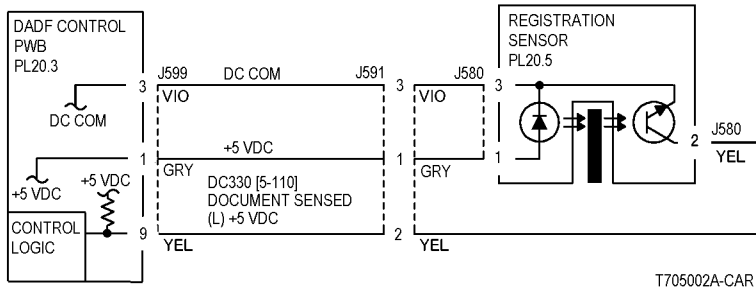 DADF CONTROL
PWB
PL20.3
REGISTRATION
SENSOR
PL20.5
3
J599
DC COM
J591
3
J580
3
VIO
VIO
DC COM
2
J580
YEL
1
+5 VDC
1
1
GRY
GRY
+5 VDC
+5 VDC
DC330 [5-110]
DOCUMENT SENSED
(L) +5 VDC
CONTROL
LOGIC
9
2
YEL
YEL
T705002A-CAR